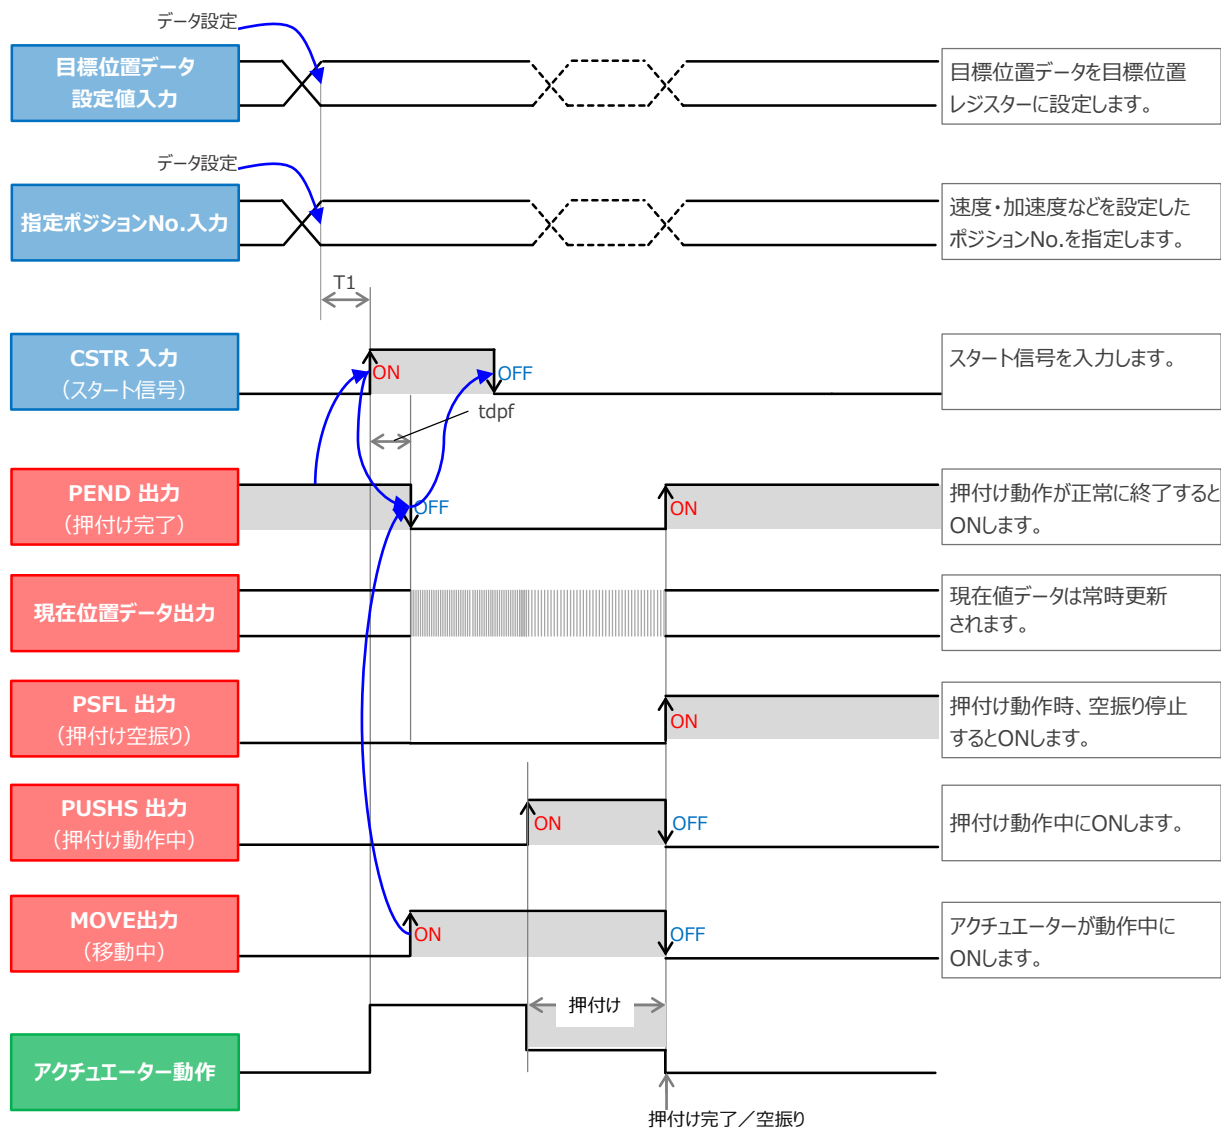 データ設定
目標位置データ
設定値入力
目標位置データを目標位置
レジスターに設定します。
データ設定
指定ポジションNo.入力
速度・加速度などを設定した
ポジションNo.を指定します。
T1
CSTR 入力
（スタート信号）
ON
OFF
スタート信号を入力します。
tdpf
PEND 出力
（押付け完了）
OFF
ON
押付け動作が正常に終了すると
ONします。
現在位置データ出力
現在値データは常時更新
されます。
PSFL 出力
（押付け空振り）
ON
押付け動作時、空振り停止
するとONします。
PUSHS 出力
（押付け動作中）
ON
OFF
押付け動作中にONします。
MOVE出力
（移動中）
ON
OFF
アクチュエーターが動作中に
ONします。
押付け
アクチュエーター動作
押付け完了／空振り